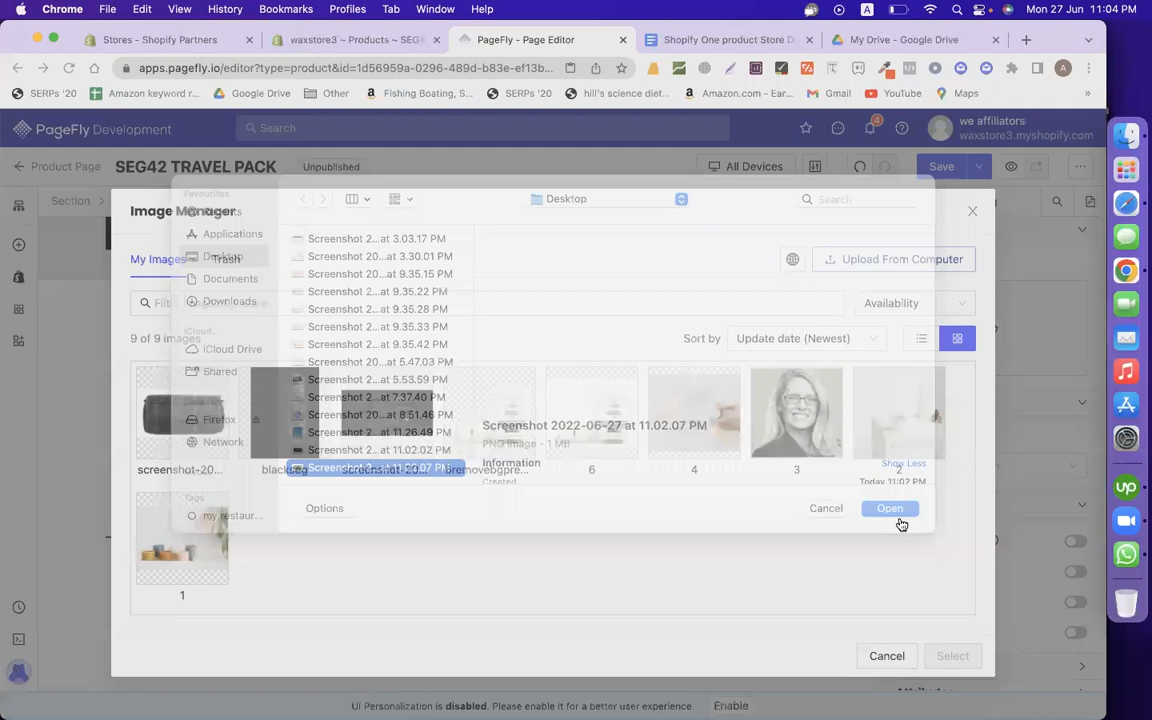 Chrome File Edit View History Bookmarks Profiles Tab Window Help
A Mon 27 Jun 11:04 PM
Stores - Shopify Partners
waxstore3 ~ Products ~ SEG
PageFly - Page Editor
Shopify One product Store D
My Drive - Google Drive
apps.pagefly.io/editor?type=product&id=1d56959a-0296-489d-b83e-ef13b...
A
SERPs '20
Amazon keyword r...
Google Drive
Other
Fishing Boating, S...
SERPs '20
hill's science diet...
Amazon.com - Ear...
Gmail
YouTube
Maps
»
PageFly Development
Search
4
we affiliators
waxstore3.myshopify.com
Product Page
SEG42 TRAVEL PACK
Unpublished
All Devices
Save
Section
Image Manager
My Images
Trash
Upload From Computer
Availability
9 of 9 images
Sort by
Update date (Newest)
Favourites
Applications
Documents
Downloads
iCloud
iCloud Drive
Shared
Firefox
Network
Tags
my restaur...
Desktop
Search
Screenshot 2...at 3.03.17 PM
Screenshot 20...at 3.30.01 PM
Screenshot 20...at 9.35.15 PM
Screenshot 20...at 9.35.22 PM
Screenshot 20...at 9.35.28 PM
Screenshot 20...at 9.35.33 PM
Screenshot 20...at 9.35.42 PM
Screenshot 20...at 5.47.03 PM
Screenshot 2...at 5.53.59 PM
Screenshot 2...at 7.37.40 PM
Screenshot 20...at 8.51.46 PM
Screenshot 2...at 11.26.49 PM
Screenshot 2...at 11.02.02 PM
Screenshot 2...at 11.02.07 PM
Screenshot 2022-06-27 at 11.02.07 PM
PNG image - 1 MB
Information
Show Less
Created
Today 11:02 PM
Options
Cancel
Open
screenshot-20...
6
4
3
2
1
Cancel
Select
UI Personalization is disabled. Please enable it for a better user experience.
Enable